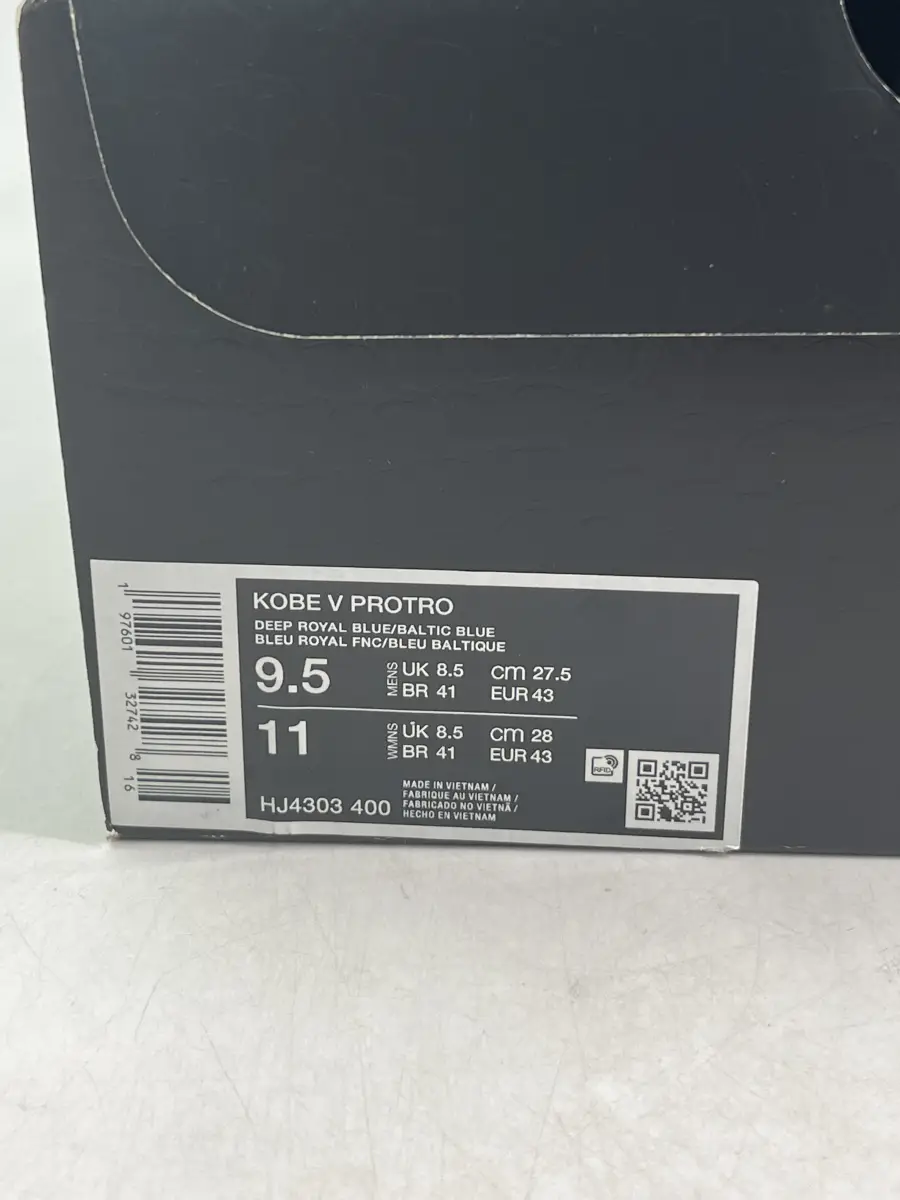 KOBE V PROTRO
DEEP ROYAL BLUE/BALTIC BLUE
BLEU ROYAL FNC/BLEU BALTIQUE
9.5 MENS UK 8.5 cm 27.5
BR 41 EUR 43
11 WMNS UK 8.5 cm 28
BR 41 EUR 43
HJ4303 400
MADE IN VIETNAM /
FABRIQUE AU VIETNAM /
FABRICADO NO VIETNÃ /
HECHO EN VIETNAM
RFID
1 97601 32742 8 16